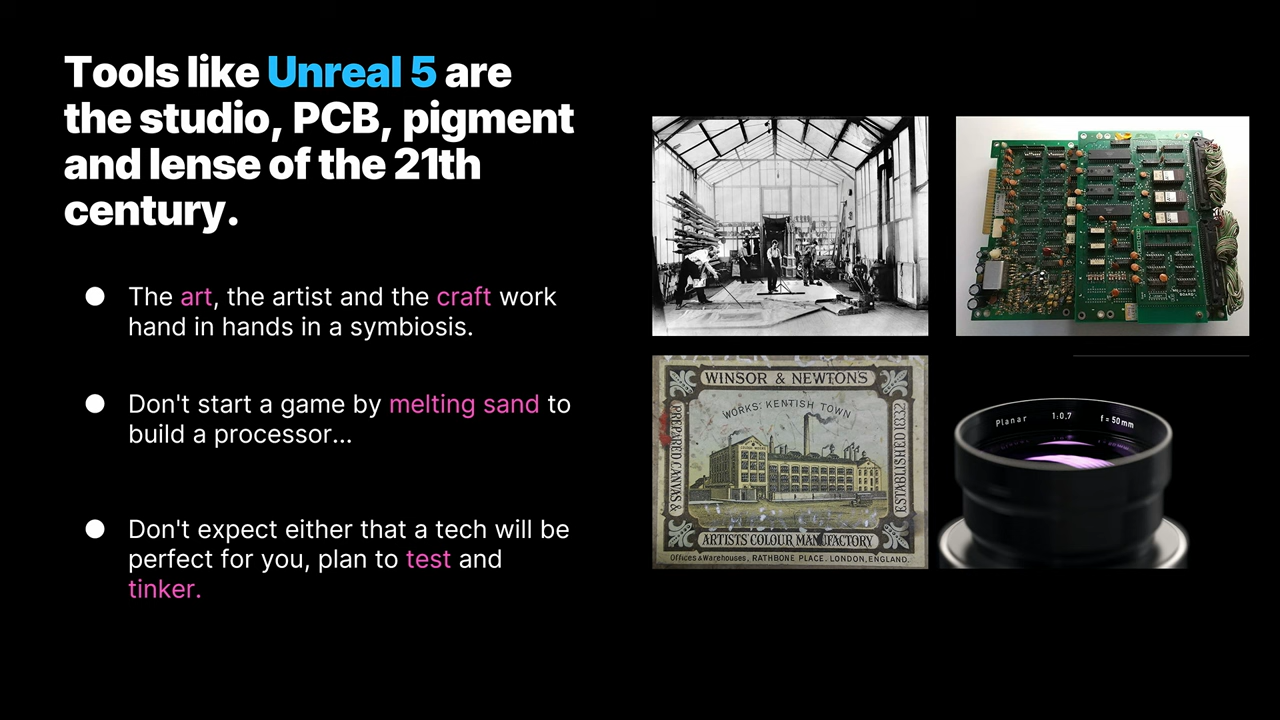 Tools like Unreal 5 are
the studio, PCB, pigment
and lense of the 21th
century.
● The art, the artist and the craft work
hand in hands in a symbiosis.
● Don't start a game by melting sand to
build a processor...
● Don't expect either that a tech will be
perfect for you, plan to test and
tinker.
WINSOR & NEWTON'S
WORKS: KENTISH TOWN
PREPARED CANVAS &
ESTABLISHED 1832
ARTISTS COLOUR MANUFACTORY
Offices & Warehouses, RATHBONE PLACE. LONDON, ENGLAND.
Planar 1:0,7 f=50mm